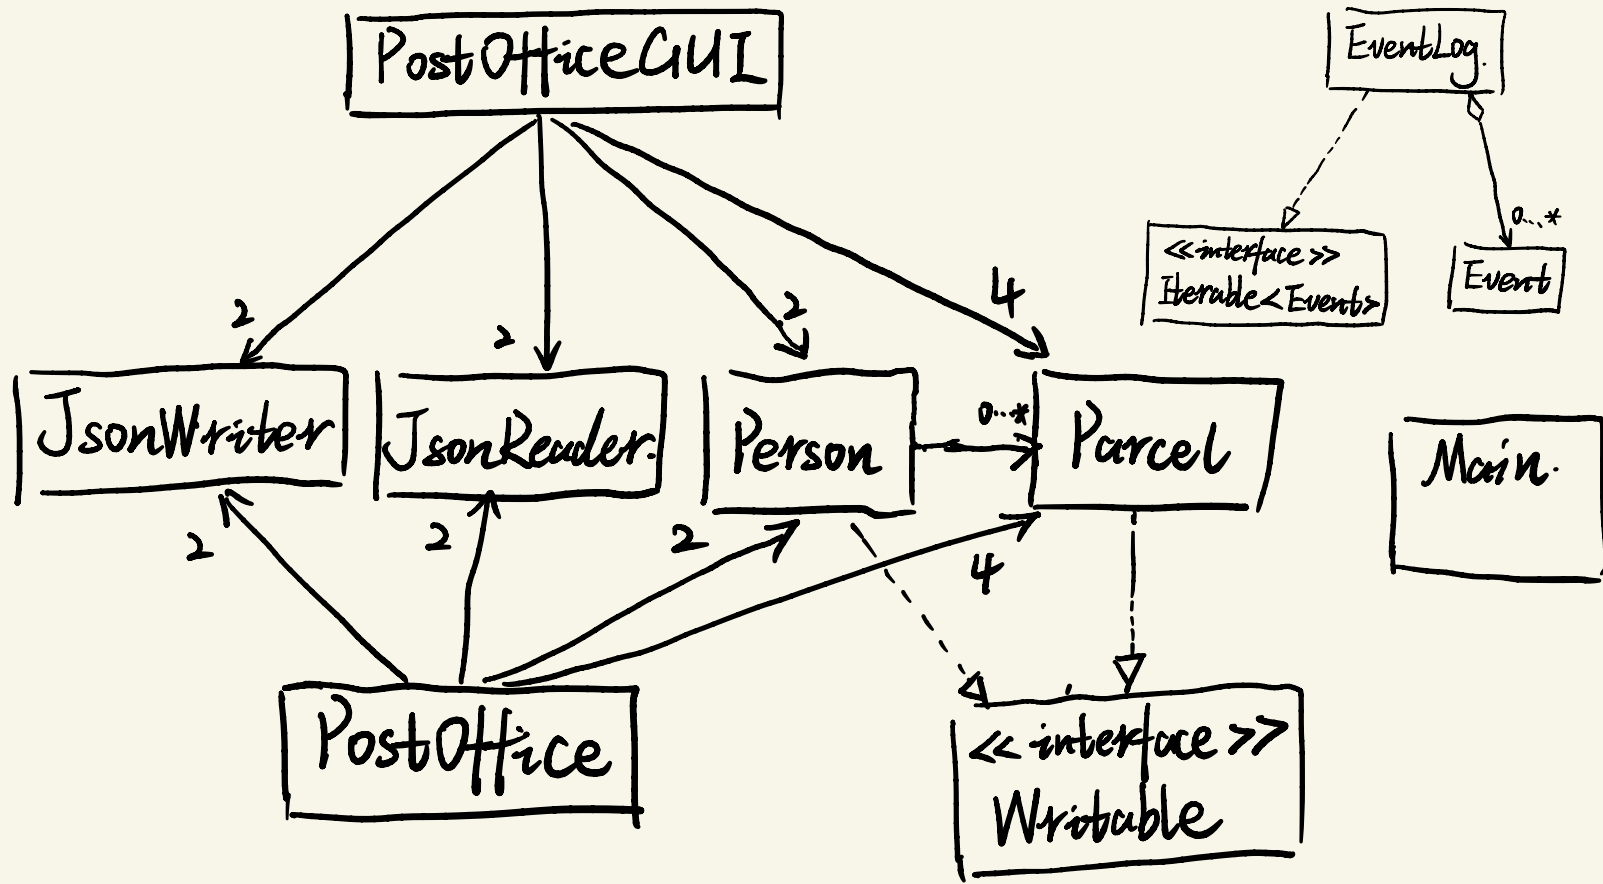 PostOfficeGUI
EventLog.
0...*
<<interface>>
Iterable<Event>
Event
2
2
2
4
JsonWriter
JsonReader.
Person
0...*
Parcel
Main.
2
2
2
4
PostOffice
<<interface>>
Writable